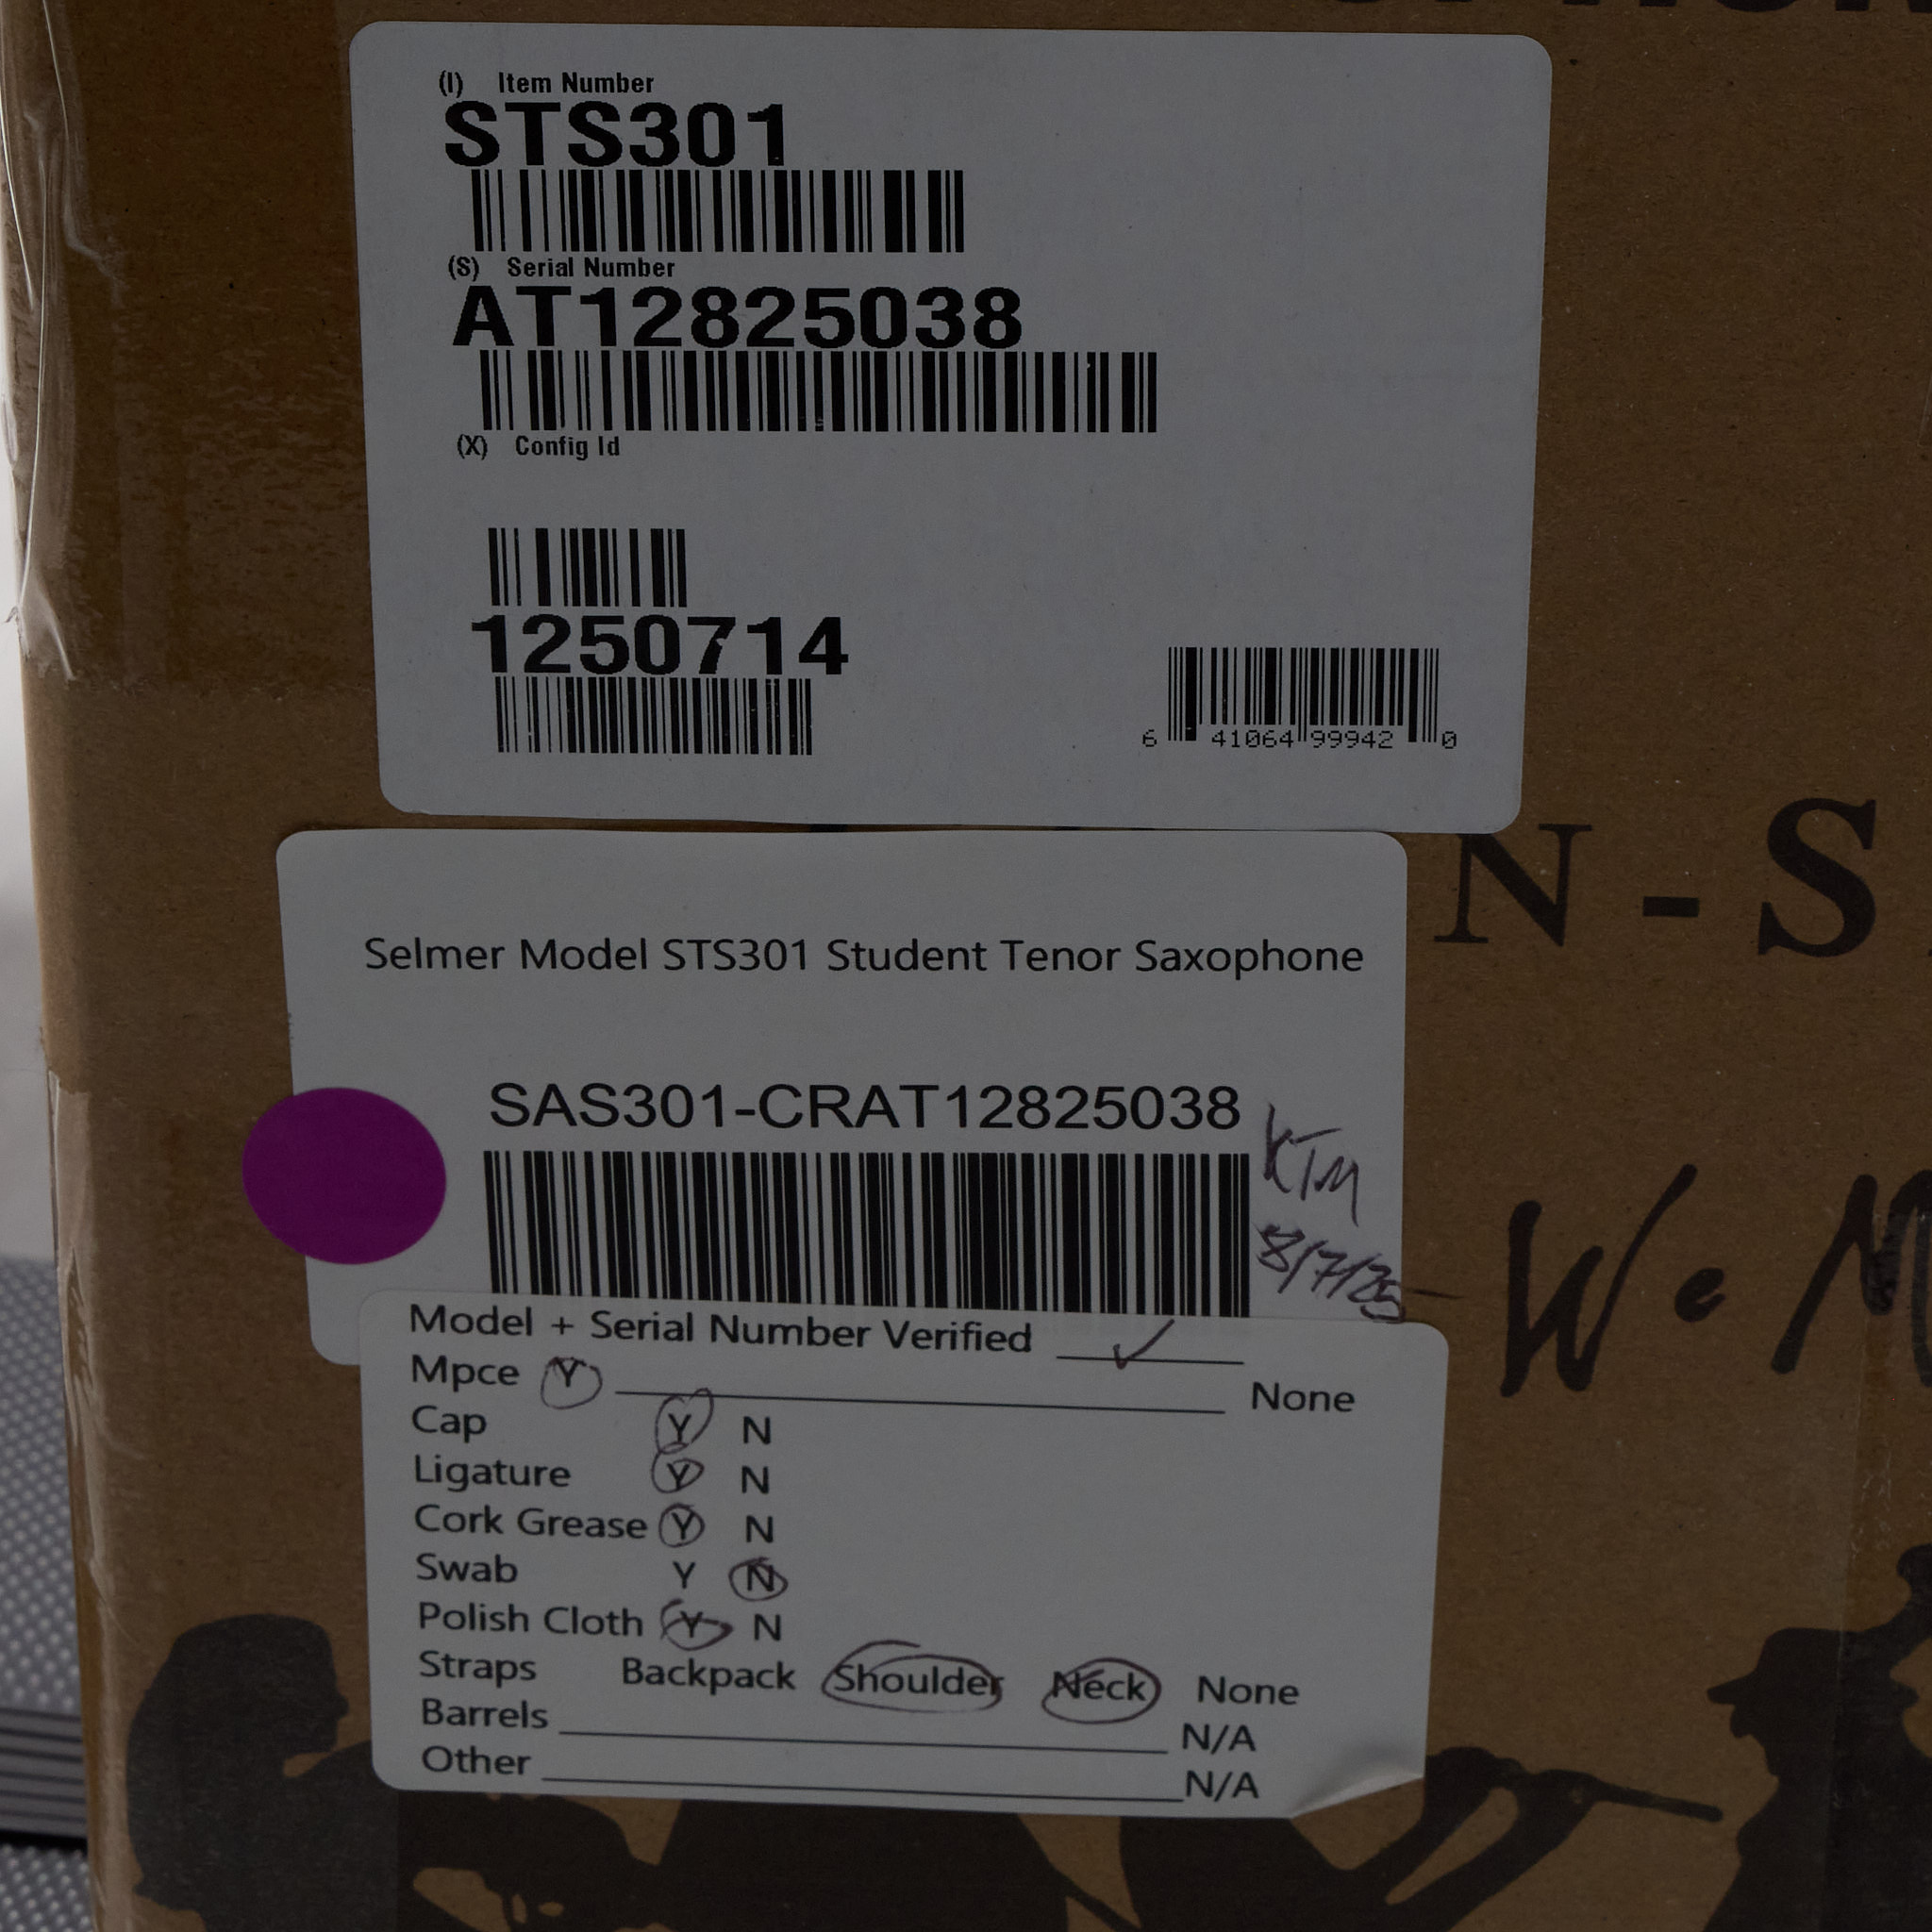 (I) Item Number
STS301
(S) Serial Number
AT12825038
(X) Config Id
1250714
6 41064 99942 0
N-S
Selmer Model STS301 Student Tenor Saxophone
SAS301-CRAT12825038
KTM
8/7/25
W.M
Model + Serial Number Verified ✓
Mpce Y None
Cap Y N
Ligature Y N
Cork Grease Y N
Swab Y N
Polish Cloth Y N
Straps Backpack Shoulder Neck None
Barrels N/A
Other N/A